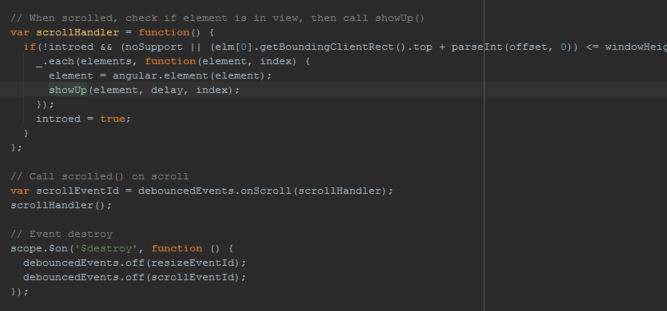 // When scrolled, check if element is in view, then call showUp()
var scrollHandler = function() {
if(!introed && (noSupport || (elm[0].getBoundingClientRect().top + parseInt(offset, 0)) <= windowHei
_.each(elements, function(element, index) {
element = angular.element(element);
showUp(element, delay, index);
});
introed = true;
}
};
// Call scrolled() on scroll
var scrollEventId = debouncedEvents.onScroll(scrollHandler);
scrollHandler();
// Event destroy
scope.$on('$destroy', function () {
debouncedEvents.off(resizeEventId);
debouncedEvents.off(scrollEventId);
});